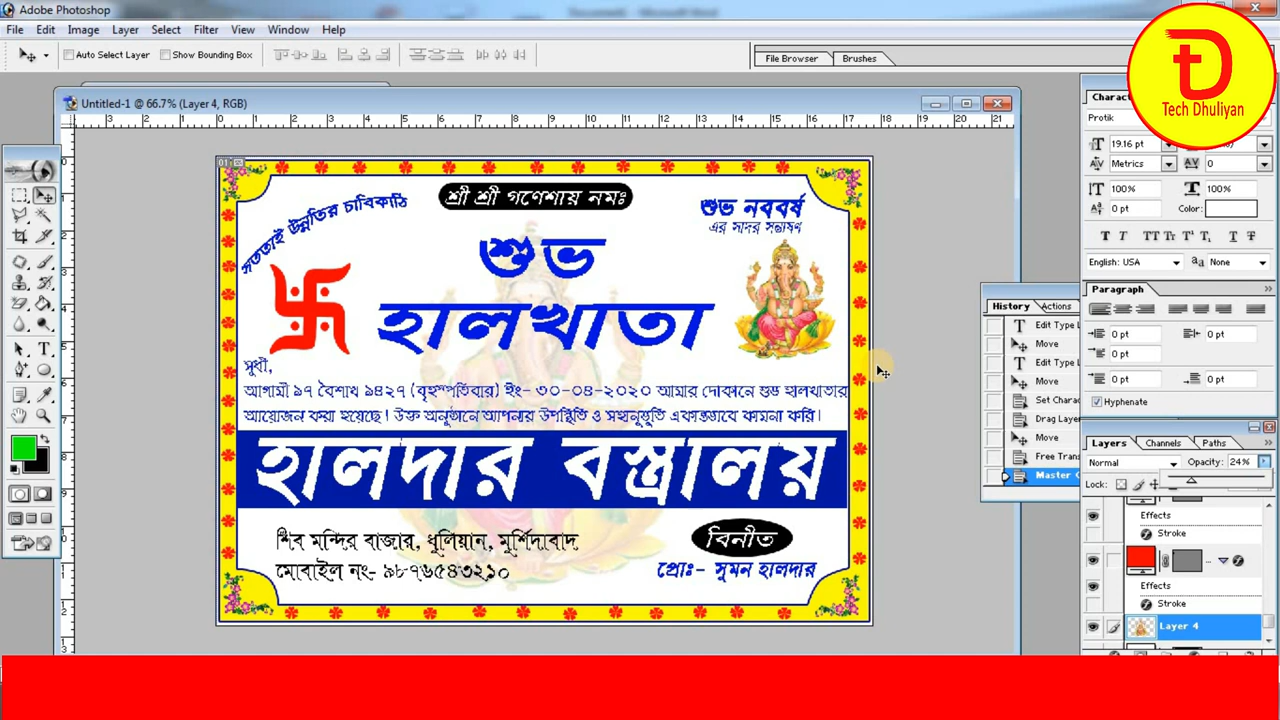 Adobe Photoshop
File Edit Image Layer Select Filter View Window Help
Auto Select Layer Show Bounding Box File Browser Brushes
Tech Dhuliyan
Untitled-1 @ 66.7% (Layer 4, RGB)
শ্রী শ্রী গণেশায় নমঃ
সততাই উন্নতির চাবিকাঠি
শুভ নববর্ষ
এর সাদর সম্ভাষণ
শুভ
হালখাতা
সুধী,
আগামী ১৭ বৈশাখ ১৪২৭ (বৃহস্পতিবার) ইং- ৩০-০৪-২০২০ আমার দোকানে শুভ হালখাতার
আয়োজন করা হয়েছে। উক্ত অনুষ্ঠানে আপনার উপস্থিতি ও সহানুভূতি একান্তভাবে কামনা করি।
হালদার বস্ত্রালয়
শিব মন্দির বাজার, ধুলিয়ান, মুর্শিদাবাদ
মোবাইল নং- ৯৮৭৬৫৪৩২১০
বিনীত
প্রোঃ- সুমন হালদার
Protik
19.16 pt
Metrics 0
100% 100%
0 pt Color:
English: USA None
Paragraph
0 pt 0 pt
0 pt
0 pt 0 pt
Hyphenate
History Actions
Edit Type L
Move
Edit Type L
Move
Set Chara
Drag Laye
Move
Free Tran
Master
Layers Channels Paths
Normal Opacity: 24%
Lock:
Effects
Stroke
Effects
Stroke
Layer 4